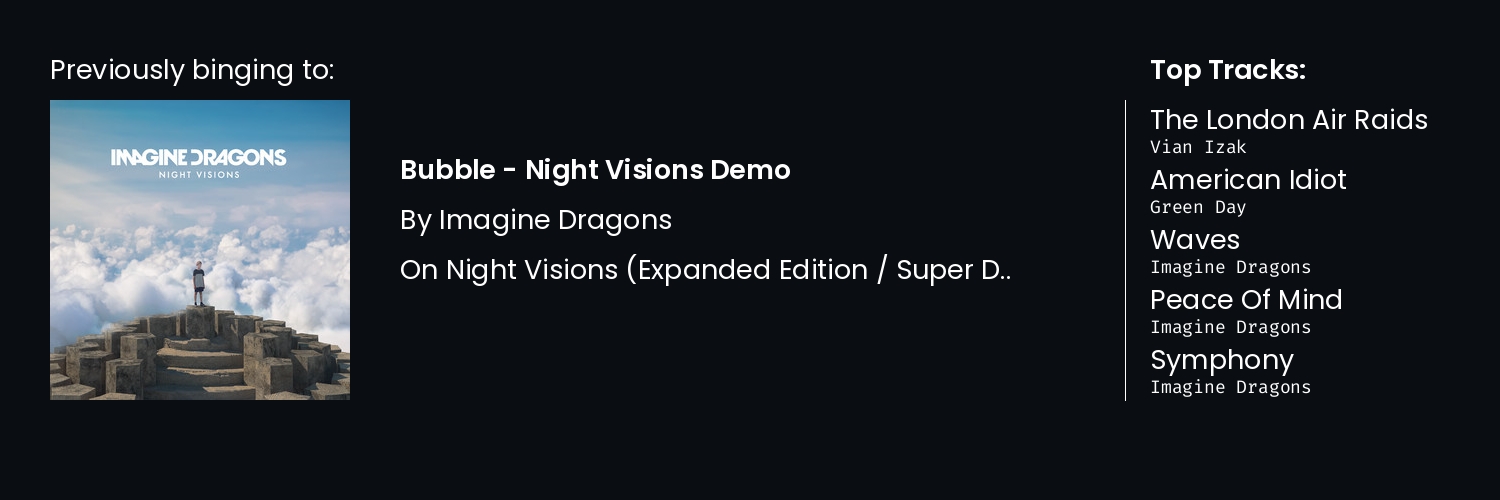 Previously binging to:
IMAGINE DRAGONS
NIGHT VISIONS
Bubble - Night Visions Demo
By Imagine Dragons
On Night Visions (Expanded Edition / Super D..
Top Tracks:
The London Air Raids
Vian Izak
American Idiot
Green Day
Waves
Imagine Dragons
Peace Of Mind
Imagine Dragons
Symphony
Imagine Dragons